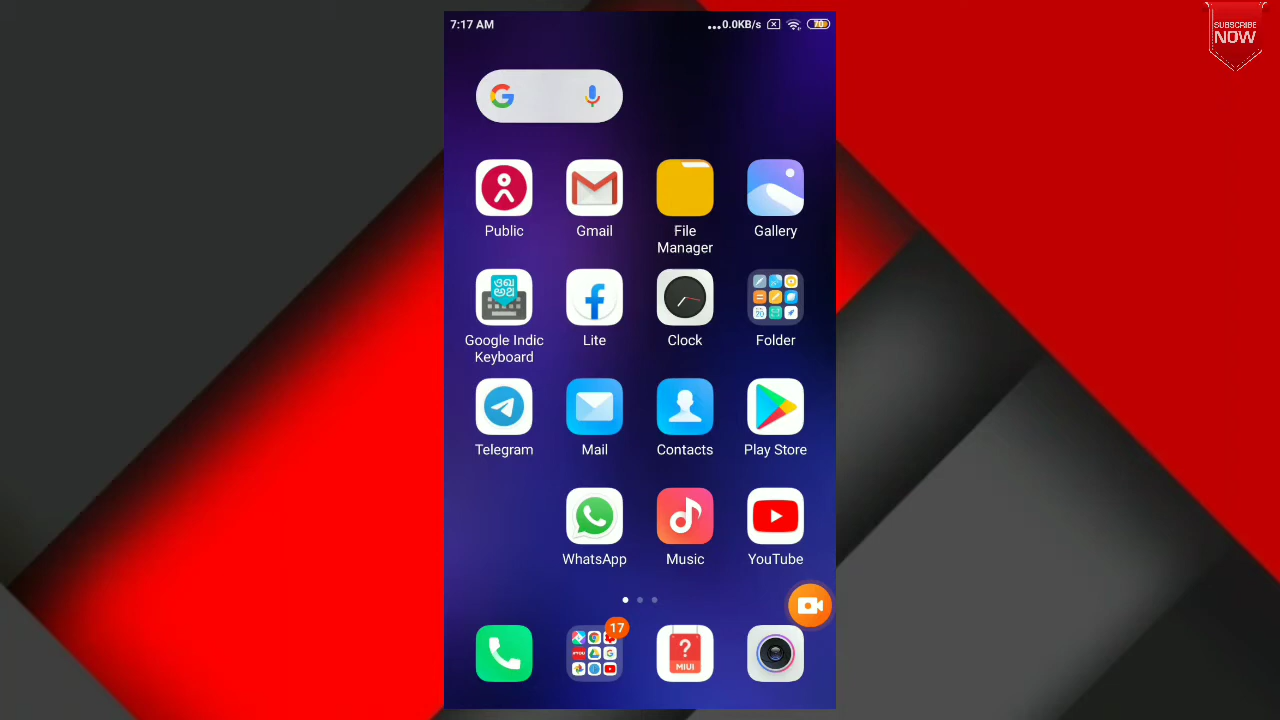 7:17 AM
...0.0KB/s
70
SUBSCRIBE
NOW
Public
Gmail
File
Manager
Gallery
Google Indic
Keyboard
Lite
Clock
Folder
Telegram
Mail
Contacts
Play Store
WhatsApp
Music
YouTube
17
?
MIUI